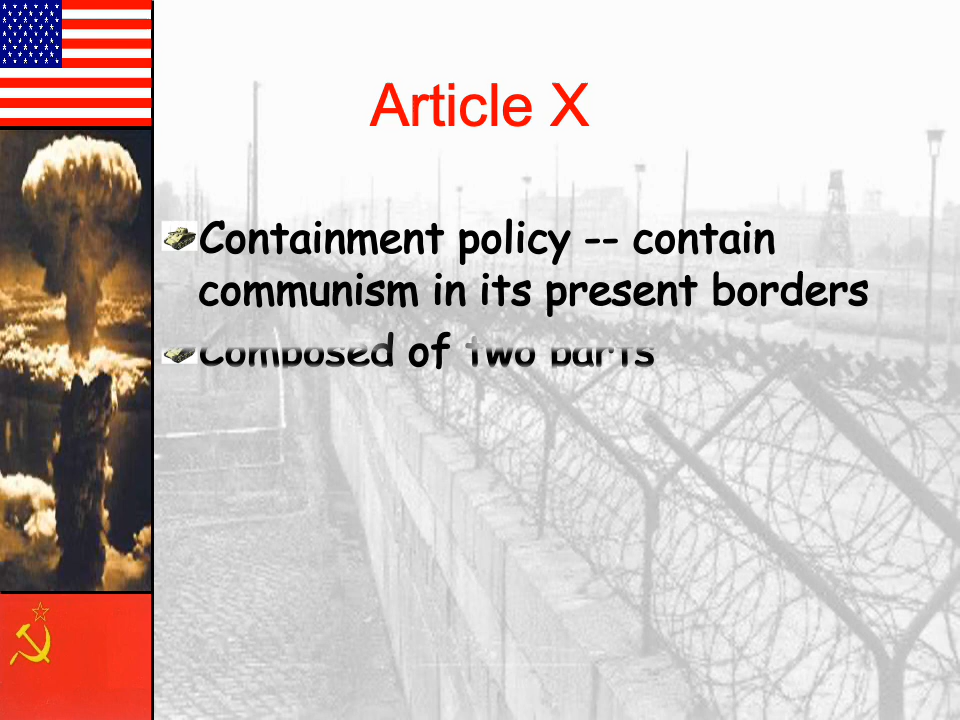 Article X
Containment policy -- contain
communism in its present borders
Composed of two parts